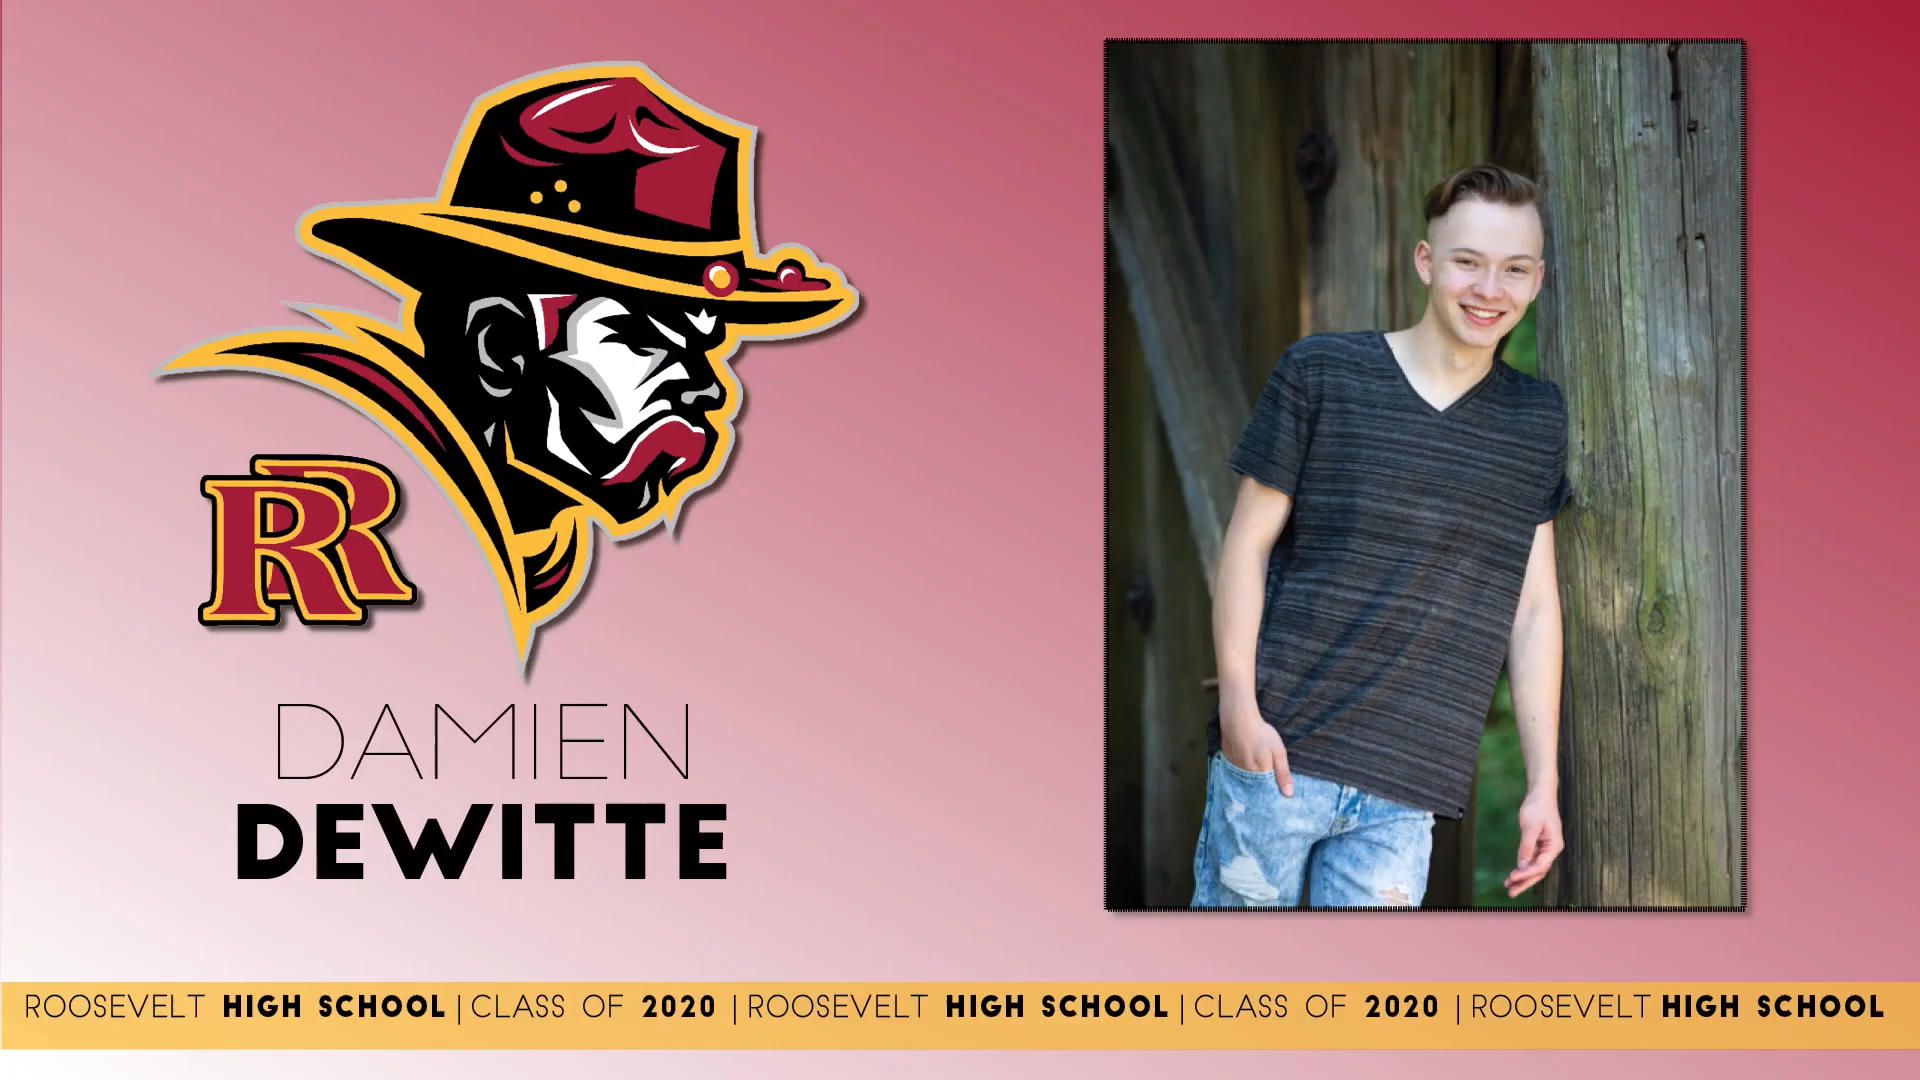 RR
DAMIEN
DEWITTE
ROOSEVELT HIGH SCHOOL | CLASS OF 2020 | ROOSEVELT HIGH SCHOOL | CLASS OF 2020 | ROOSEVELT HIGH SCHOOL